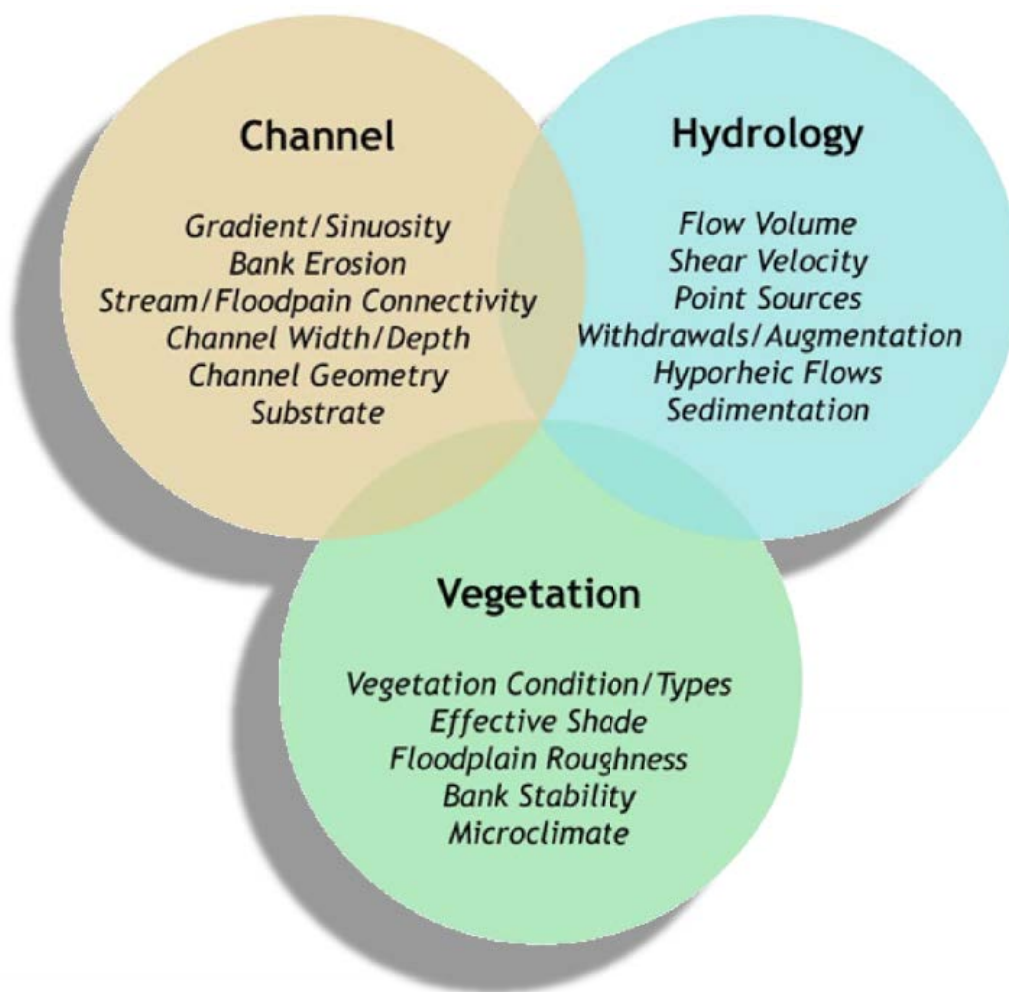 Channel
Gradient/Sinuosity
Bank Erosion
Stream/Floodpain Connectivity
Channel Width/Depth
Channel Geometry
Substrate
Hydrology
Flow Volume
Shear Velocity
Point Sources
Withdrawals/Augmentation
Hyporheic Flows
Sedimentation
Vegetation
Vegetation Condition/Types
Effective Shade
Floodplain Roughness
Bank Stability
Microclimate